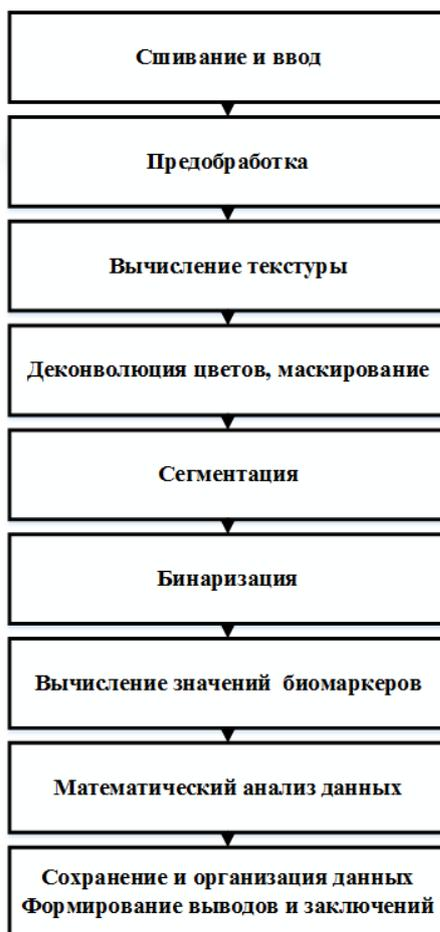 Сшивание и ввод
Предобработка
Вычисление текстуры
Деконволюция цветов, маскирование
Сегментация
Бинаризация
Вычисление значений биомаркеров
Математический анализ данных
Сохранение и организация данных
Формирование выводов и заключений